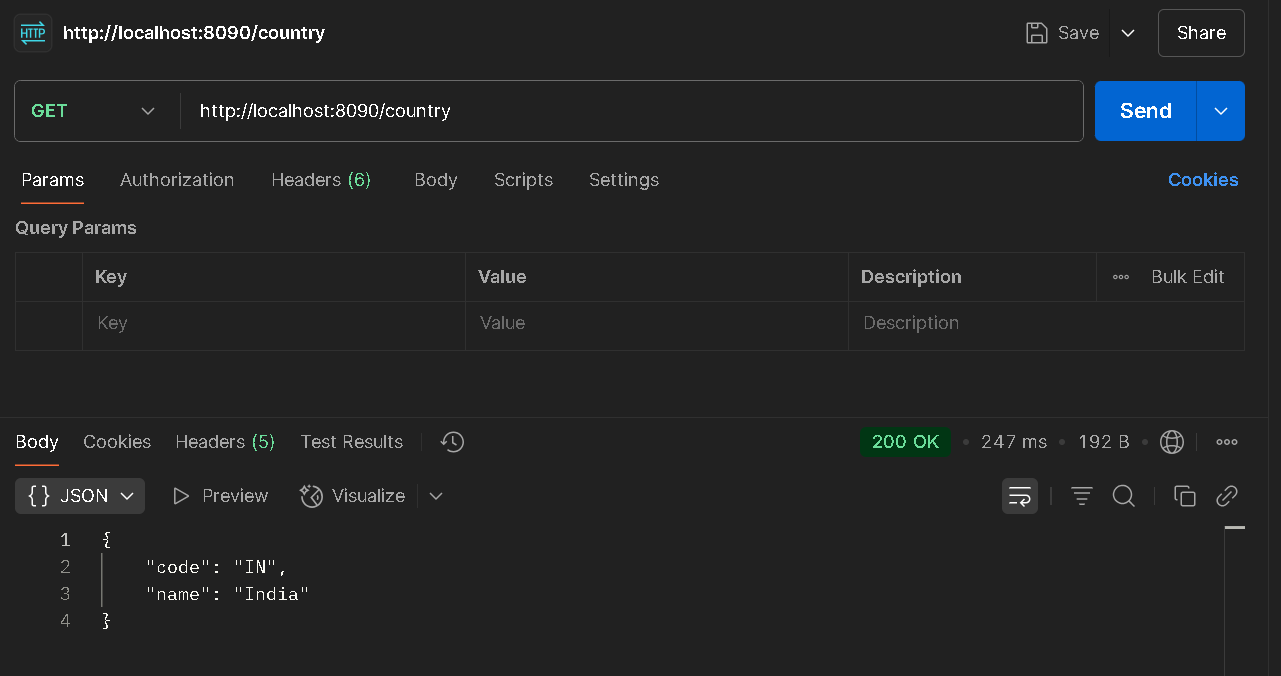 HTTP http://localhost:8090/country Save Share
GET http://localhost:8090/country Send
Params Authorization Headers (6) Body Scripts Settings Cookies
Query Params
Key Value Description Bulk Edit
Key Value Description
Body Cookies Headers (5) Test Results 200 OK 247 ms 192 B
{} JSON Preview Visualize
1 {
2 "code": "IN",
3 "name": "India"
4 }